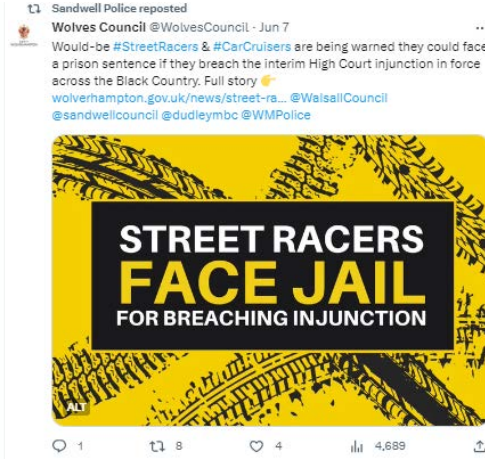 Sandwell Police reposted
Wolves Council @WolvesCouncil · Jun 7
Would-be #StreetRacers & #CarCruisers are being warned they could face
a prison sentence if they breach the interim High Court injunction in force
across the Black Country. Full story 👉
wolverhampton.gov.uk/news/street-ra... @WalsallCouncil
@sandwellcouncil @dudleymbc @WMPolice
STREET RACERS
FACE JAIL
FOR BREACHING INJUNCTION
ALT
1 8 4 4,689